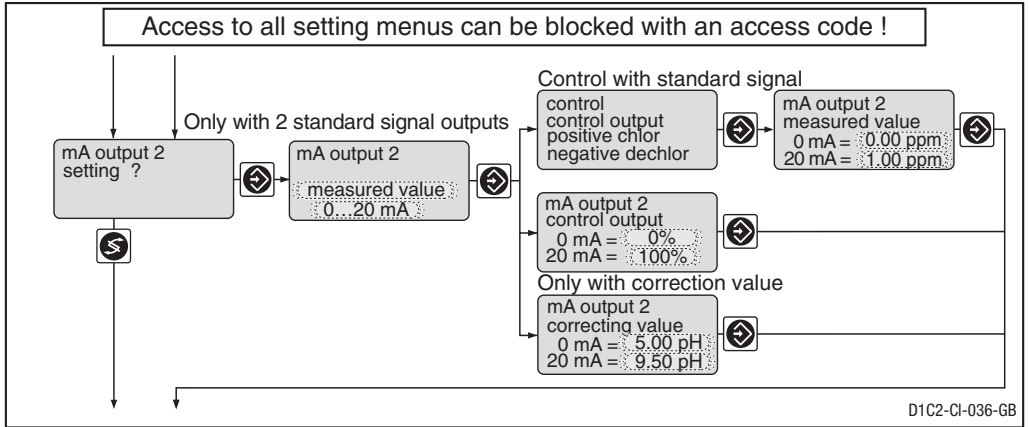 Access to all setting menus can be blocked with an access code !
Only with 2 standard signal outputs
mA output 2
setting ?
mA output 2
measured value
0...20 mA
Control with standard signal
control
control output
positive chlor
negative dechlor
mA output 2
measured value
0 mA = 0.00 ppm
20 mA = 1.00 ppm
mA output 2
control output
0 mA = 0%
20 mA = 100%
Only with correction value
mA output 2
correcting value
0 mA = 5.00 pH
20 mA = 9.50 pH
D1C2-CI-036-GB